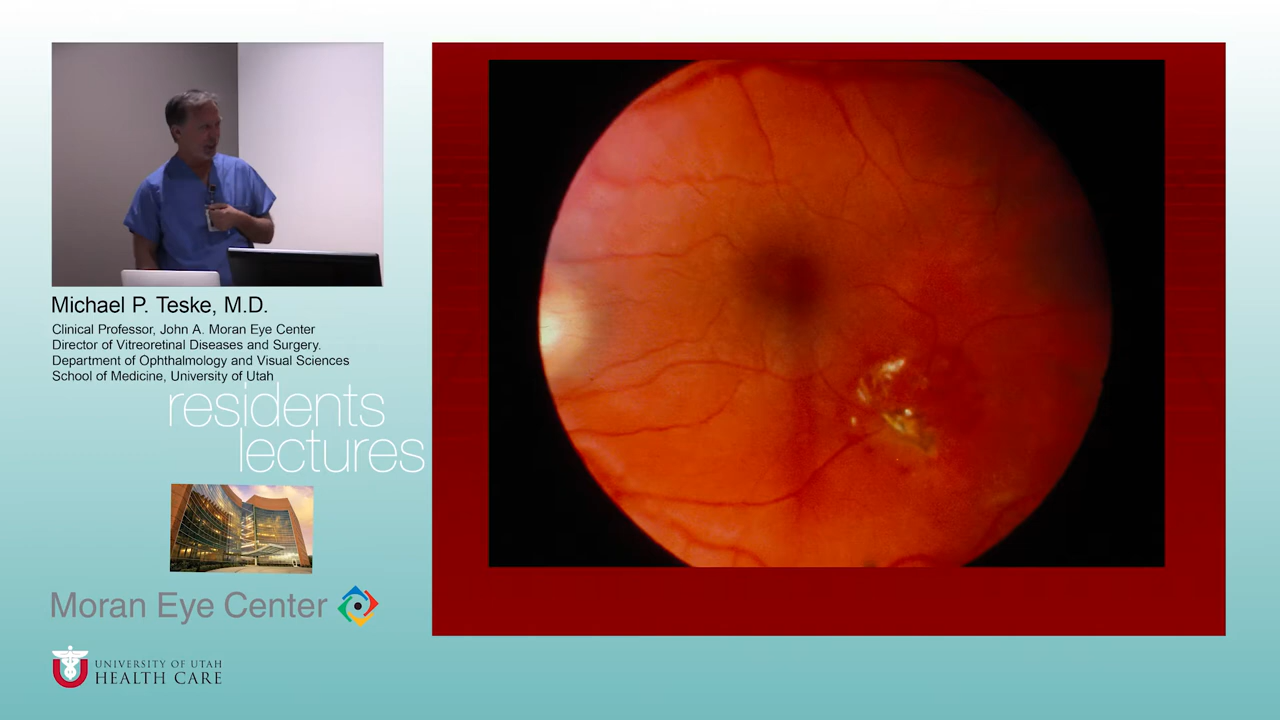 Michael P. Teske, M.D.
Clinical Professor, John A. Moran Eye Center
Director of Vitreoretinal Diseases and Surgery.
Department of Ophthalmology and Visual Sciences
School of Medicine, University of Utah
residents
lectures
Moran Eye Center
UNIVERSITY OF UTAH
HEALTH CARE